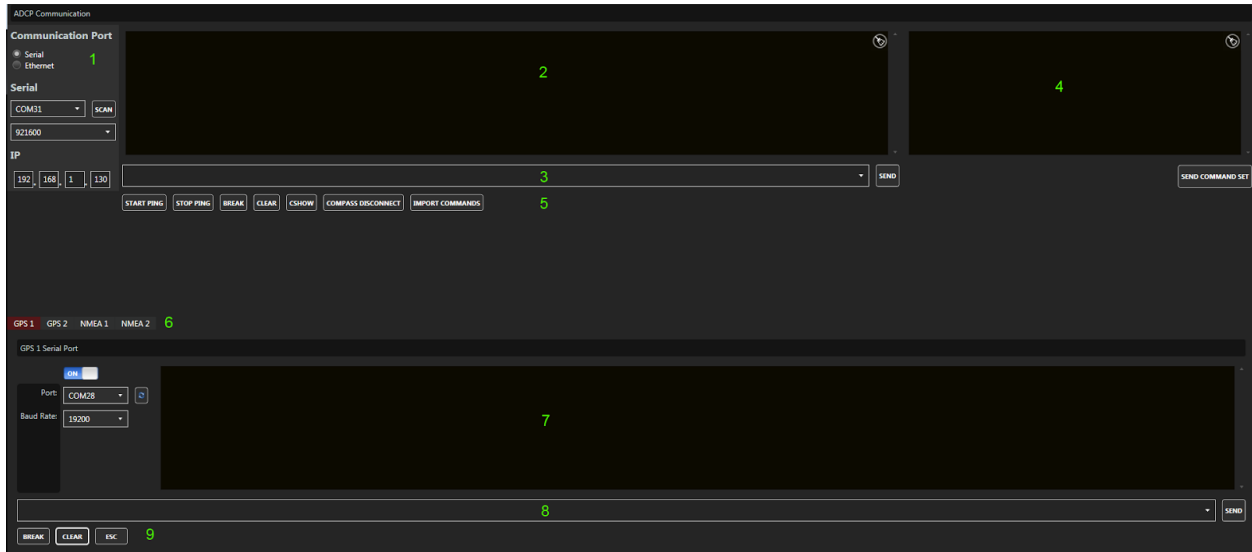 ADCP Communication
Communication Port
Serial
Ethernet
1
Serial
COM31 SCAN
921600
IP
192 . 168 . 1 . 130
2
4
3 SEND
SEND COMMAND SET
START PING STOP PING BREAK CLEAR CSHOW COMPASS DISCONNECT IMPORT COMMANDS 5
GPS 1 GPS 2 NMEA 1 NMEA 2 6
GPS 1 Serial Port
ON
Port: COM28
Baud Rate: 19200
7
8 SEND
BREAK CLEAR ESC 9